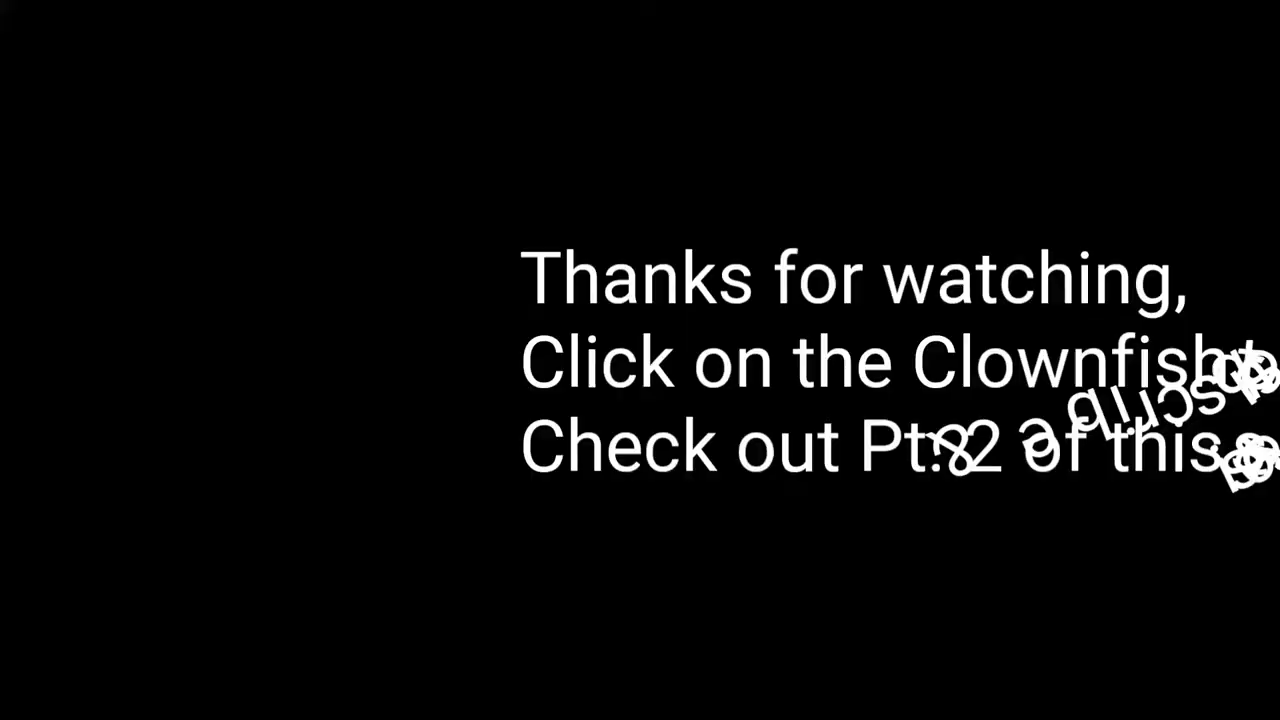 Thanks for watching,
Click on the Clownfish
Check out Pt. 2 of this